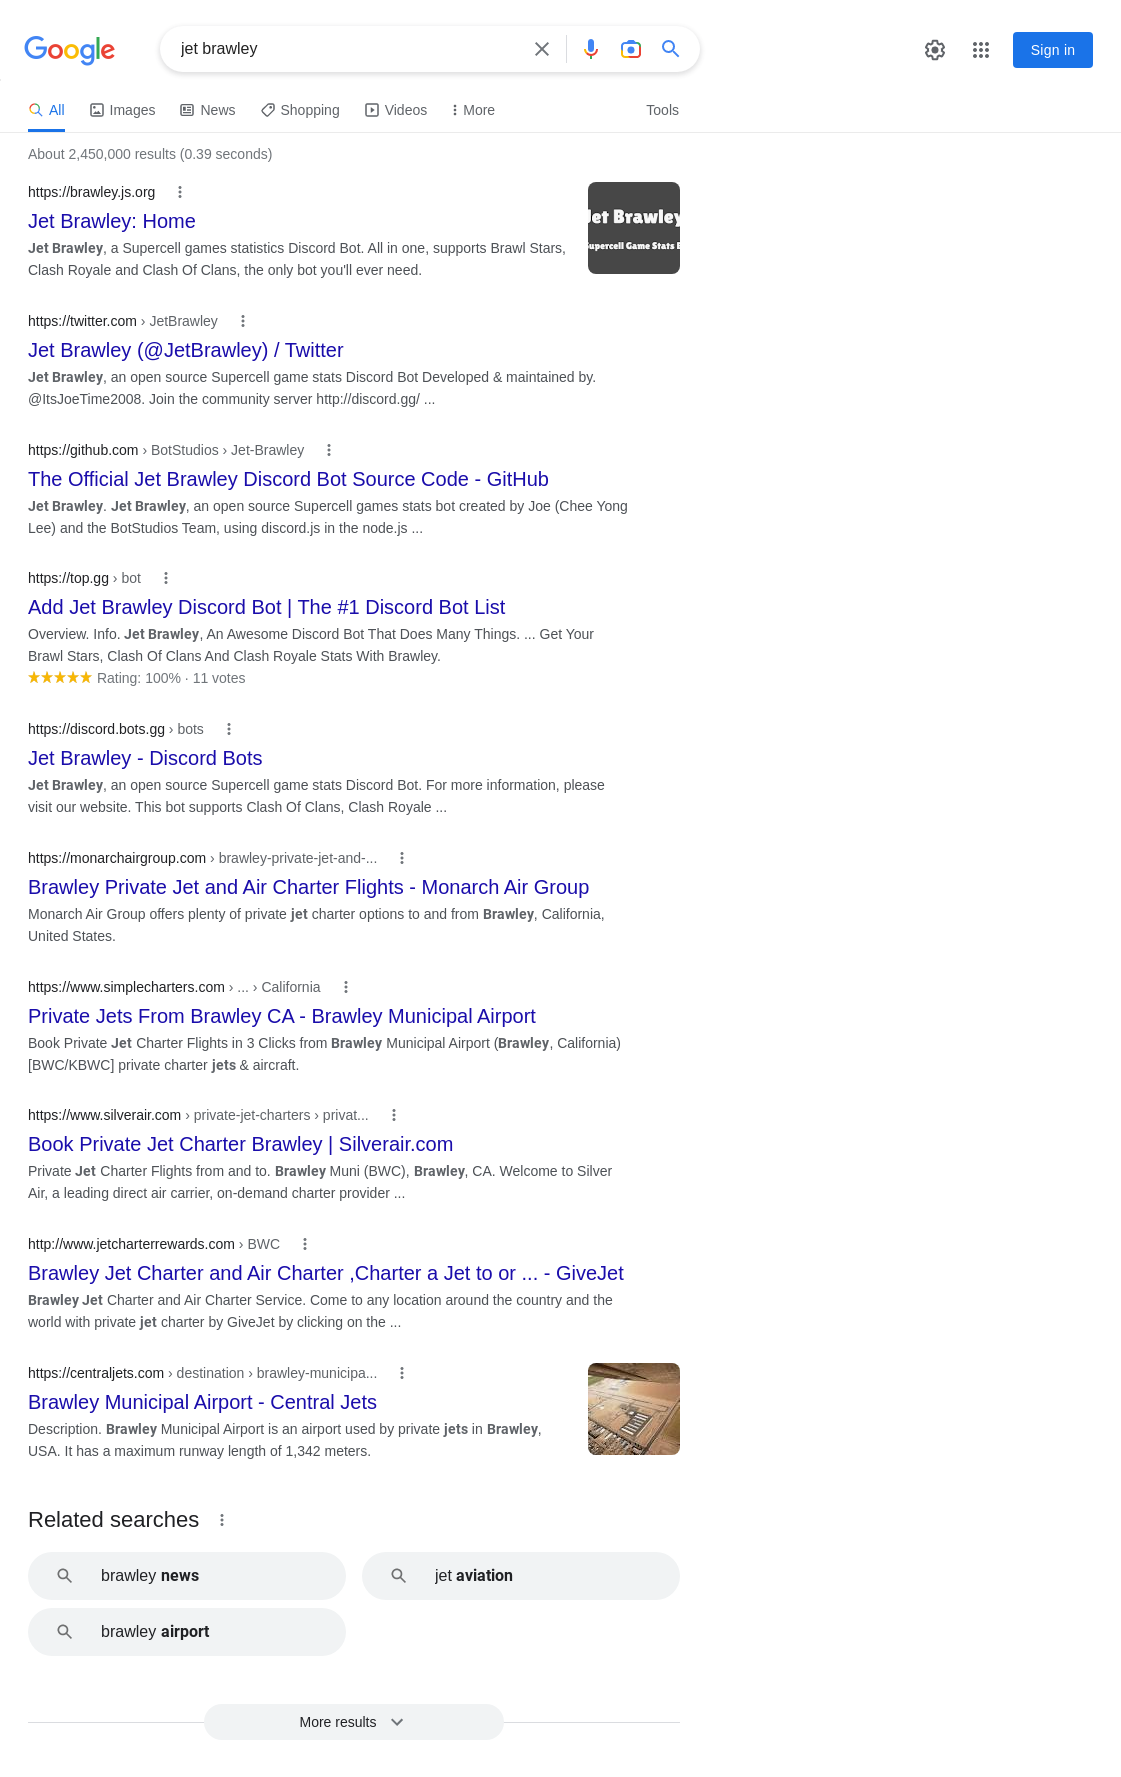 Google
jet brawley
Sign in
All
Images
News
Shopping
Videos
More
Tools
About 2,450,000 results (0.39 seconds)
https://brawley.js.org
Jet Brawley: Home
Jet Brawley, a Supercell games statistics Discord Bot. All in one, supports Brawl Stars,
Clash Royale and Clash Of Clans, the only bot you'll ever need.
Jet Brawley
Supercell Game Stats B
https://twitter.com › JetBrawley
Jet Brawley (@JetBrawley) / Twitter
Jet Brawley, an open source Supercell game stats Discord Bot Developed & maintained by.
@ItsJoeTime2008. Join the community server http://discord.gg/ ...
https://github.com › BotStudios › Jet-Brawley
The Official Jet Brawley Discord Bot Source Code - GitHub
Jet Brawley. Jet Brawley, an open source Supercell games stats bot created by Joe (Chee Yong
Lee) and the BotStudios Team, using discord.js in the node.js ...
https://top.gg › bot
Add Jet Brawley Discord Bot | The #1 Discord Bot List
Overview. Info. Jet Brawley, An Awesome Discord Bot That Does Many Things. ... Get Your
Brawl Stars, Clash Of Clans And Clash Royale Stats With Brawley.
Rating: 100% · 11 votes
https://discord.bots.gg › bots
Jet Brawley - Discord Bots
Jet Brawley, an open source Supercell game stats Discord Bot. For more information, please
visit our website. This bot supports Clash Of Clans, Clash Royale ...
https://monarchairgroup.com › brawley-private-jet-and-...
Brawley Private Jet and Air Charter Flights - Monarch Air Group
Monarch Air Group offers plenty of private jet charter options to and from Brawley, California,
United States.
https://www.simplecharters.com › ... › California
Private Jets From Brawley CA - Brawley Municipal Airport
Book Private Jet Charter Flights in 3 Clicks from Brawley Municipal Airport (Brawley, California)
[BWC/KBWC] private charter jets & aircraft.
https://www.silverair.com › private-jet-charters › privat...
Book Private Jet Charter Brawley | Silverair.com
Private Jet Charter Flights from and to. Brawley Muni (BWC), Brawley, CA. Welcome to Silver
Air, a leading direct air carrier, on-demand charter provider ...
http://www.jetcharterrewards.com › BWC
Brawley Jet Charter and Air Charter ,Charter a Jet to or ... - GiveJet
Brawley Jet Charter and Air Charter Service. Come to any location around the country and the
world with private jet charter by GiveJet by clicking on the ...
https://centraljets.com › destination › brawley-municipa...
Brawley Municipal Airport - Central Jets
Description. Brawley Municipal Airport is an airport used by private jets in Brawley,
USA. It has a maximum runway length of 1,342 meters.
Related searches
brawley news
jet aviation
brawley airport
More results